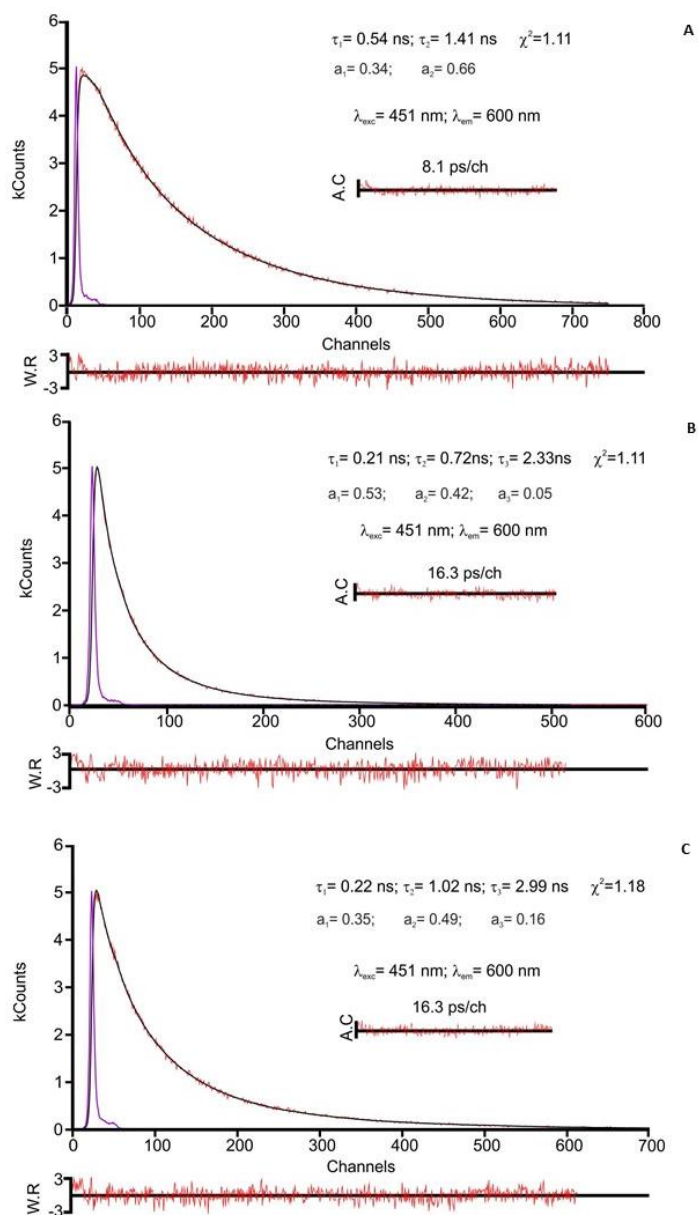 A
τ₁= 0.54 ns; τ₂= 1.41 ns χ²=1.11
a₁= 0.34; a₂= 0.66
λexc= 451 nm; λem= 600 nm
8.1 ps/ch
A.C
kCounts
6
5
4
3
2
1
0
0 100 200 300 400 500 600 700 800
Channels
W.R
3
-3
B
τ₁= 0.21 ns; τ₂= 0.72ns; τ₃= 2.33ns χ²=1.11
a₁= 0.53; a₂= 0.42; a₃= 0.05
λexc= 451 nm; λem= 600 nm
16.3 ps/ch
A.C
kCounts
6
5
4
3
2
1
0
0 100 200 300 400 500 600
Channels
W.R
3
-3
C
τ₁= 0.22 ns; τ₂= 1.02 ns; τ₃= 2.99 ns χ²=1.18
a₁= 0.35; a₂= 0.49; a₃= 0.16
λexc= 451 nm; λem= 600 nm
16.3 ps/ch
A.C
kCounts
6
5
4
3
2
1
0
0 100 200 300 400 500 600 700
Channels
W.R
3
-3